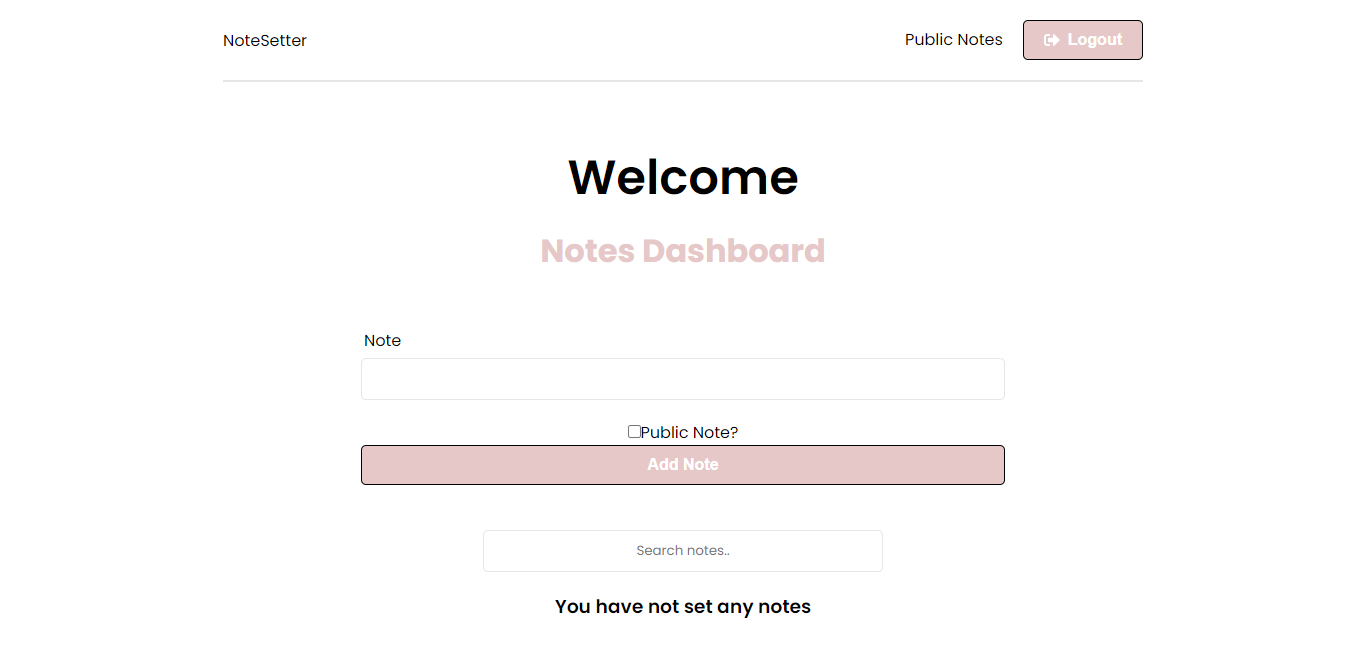 NoteSetter
Public Notes
Logout
Welcome
Notes Dashboard
Note
Public Note?
Add Note
Search notes..
You have not set any notes